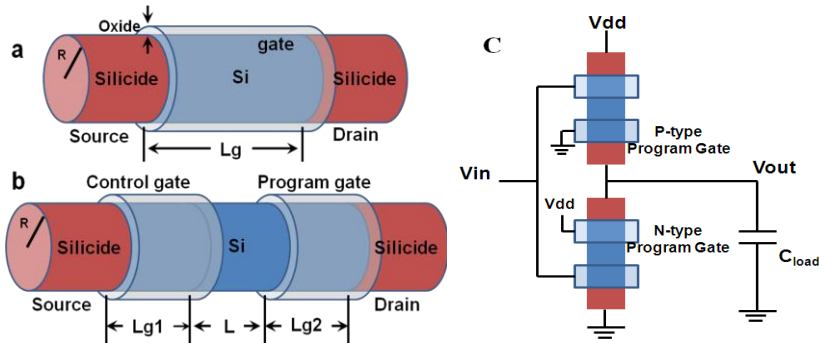 a
Oxide
R
gate
Silicide
Si
Silicide
Source
Lg
Drain
b
Control gate
Program gate
R
Silicide
Si
Silicide
Source
Drain
Lg1
L
Lg2
C
Vdd
P-type
Program Gate
Vin
Vout
Vdd
N-type
Program Gate
Cload